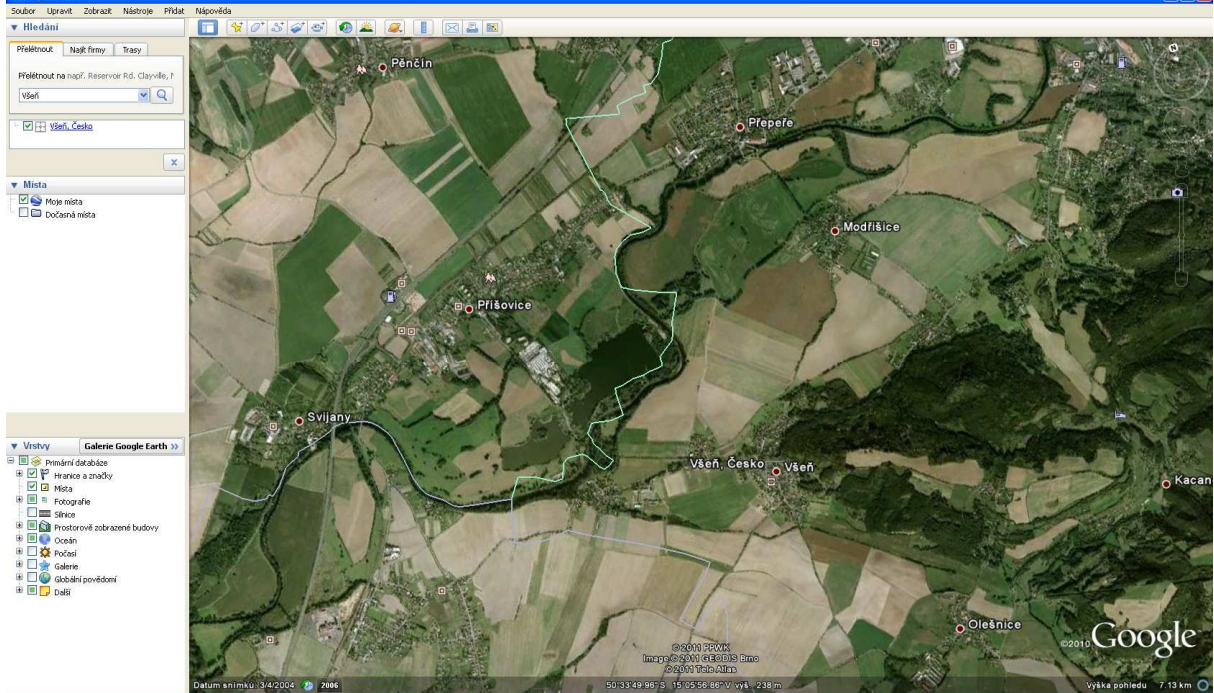 Soubor Upravit Zobrazit Nástroje Přidat Nápověda
Hledání
Přelétnout Najít firmy Trasy
Přelétnout na např. Reservoir Rd. Clayville, N
Všeň
Všeň, Česko
Místa
Moje místa
Dočasná místa
Vrstvy Galerie Google Earth >>
Primární databáze
Hranice a značky
Místa
Fotografie
Silnice
Prostorově zobrazené budovy
Oceán
Počasí
Galerie
Globální povědomí
Další
Pěnčín
Přepeře
Modřišice
Příšovice
Svijany
Všeň, Česko Všeň
Kacan
Olešnice
© 2011 PPWK
Image © 2011 GEODIS Brno
© 2011 Tele Atlas
©2010 Google
Datum snímků: 3/4/2004 2006
50°33'49.96" S 15°05'56.86" V výš. 238 m
Výška pohledu 7.13 km